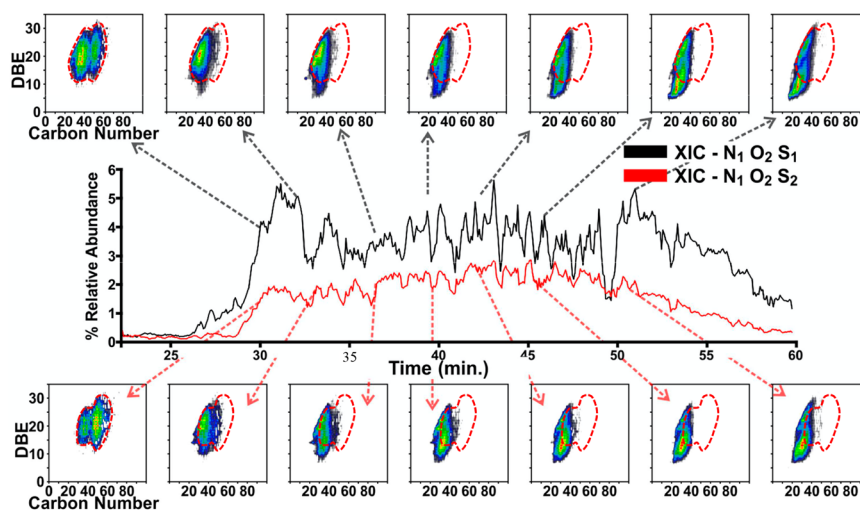 DBE
30
20
10
0
0 20 40 60 80
20 40 60 80
20 40 60 80
20 40 60 80
20 40 60 80
20 40 60 80
20 40 60 80
Carbon Number
XIC - N1 O2 S1
XIC - N1 O2 S2
% Relative Abundance
6
5
4
3
2
1
0
25 30 35 40 45 50 55 60
Time (min.)
DBE
30
20
10
0
0 20 40 60 80
20 40 60 80
20 40 60 80
20 40 60 80
20 40 60 80
20 40 60 80
20 40 60 80
Carbon Number